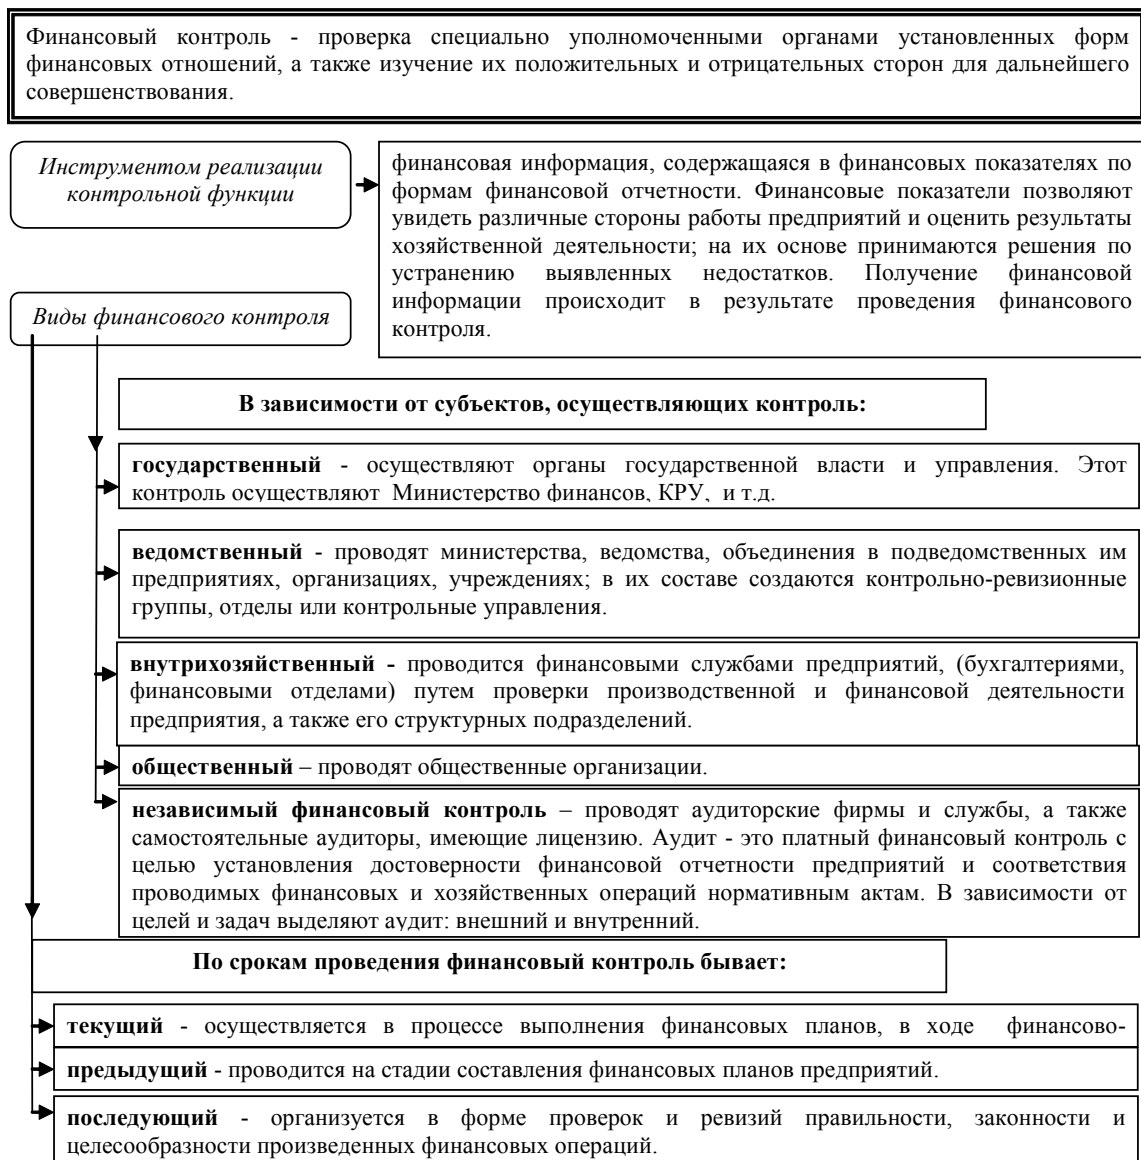 Финансовый контроль - проверка специально уполномоченными органами установленных форм
финансовых отношений, а также изучение их положительных и отрицательных сторон для дальнейшего
совершенствования.
Инструментом реализации
контрольной функции
финансовая информация, содержащаяся в финансовых показателях по
формам финансовой отчетности. Финансовые показатели позволяют
увидеть различные стороны работы предприятий и оценить результаты
хозяйственной деятельности; на их основе принимаются решения по
устранению выявленных недостатков. Получение финансовой
информации происходит в результате проведения финансового
контроля.
Виды финансового контроля
В зависимости от субъектов, осуществляющих контроль:
государственный - осуществляют органы государственной власти и управления. Этот
контроль осуществляют Министерство финансов, КРУ, и т.д.
ведомственный - проводят министерства, ведомства, объединения в подведомственных им
предприятиях, организациях, учреждениях; в их составе создаются контрольно-ревизионные
группы, отделы или контрольные управления.
внутрихозяйственный - проводится финансовыми службами предприятий, (бухгалтериями,
финансовыми отделами) путем проверки производственной и финансовой деятельности
предприятия, а также его структурных подразделений.
общественный – проводят общественные организации.
независимый финансовый контроль – проводят аудиторские фирмы и службы, а также
самостоятельные аудиторы, имеющие лицензию. Аудит - это платный финансовый контроль с
целью установления достоверности финансовой отчетности предприятий и соответствия
проводимых финансовых и хозяйственных операций нормативным актам. В зависимости от
целей и задач выделяют аудит: внешний и внутренний.
По срокам проведения финансовый контроль бывает:
текущий - осуществляется в процессе выполнения финансовых планов, в ходе финансово-
предыдущий - проводится на стадии составления финансовых планов предприятий.
последующий - организуется в форме проверок и ревизий правильности, законности и
целесообразности произведенных финансовых операций.